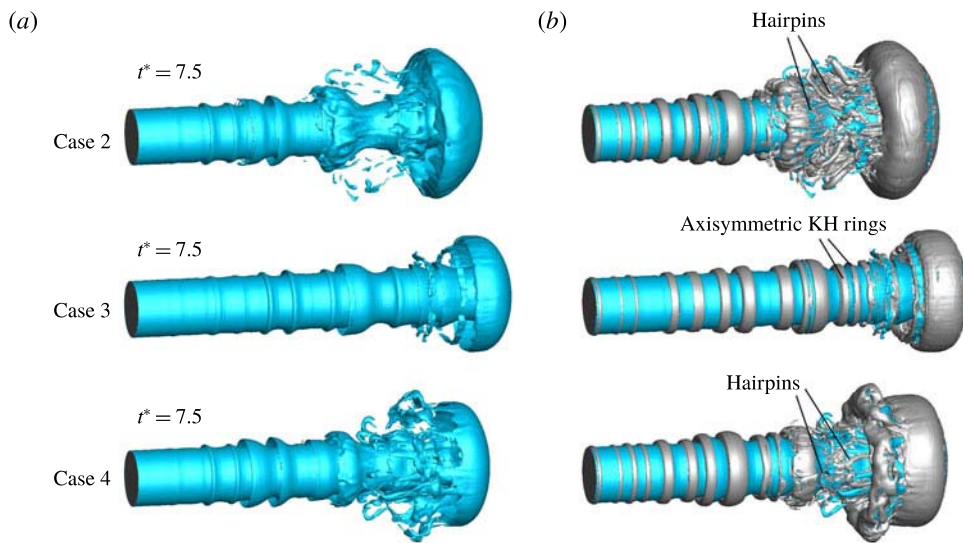 (a)
(b)
Hairpins
t* = 7.5
Case 2
Axisymmetric KH rings
t* = 7.5
Case 3
Hairpins
t* = 7.5
Case 4